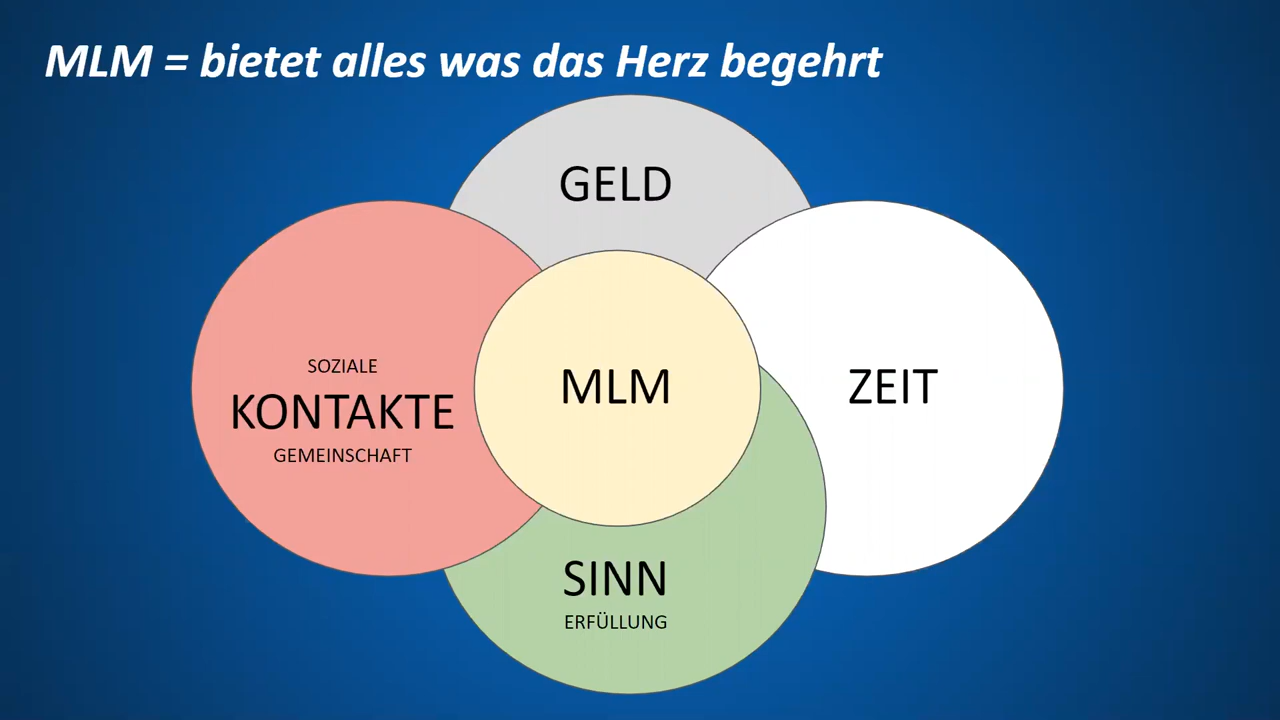 MLM = bietet alles was das Herz begehrt
GELD
SOZIALE
KONTAKTE
GEMEINSCHAFT
MLM
ZEIT
SINN
ERFÜLLUNG